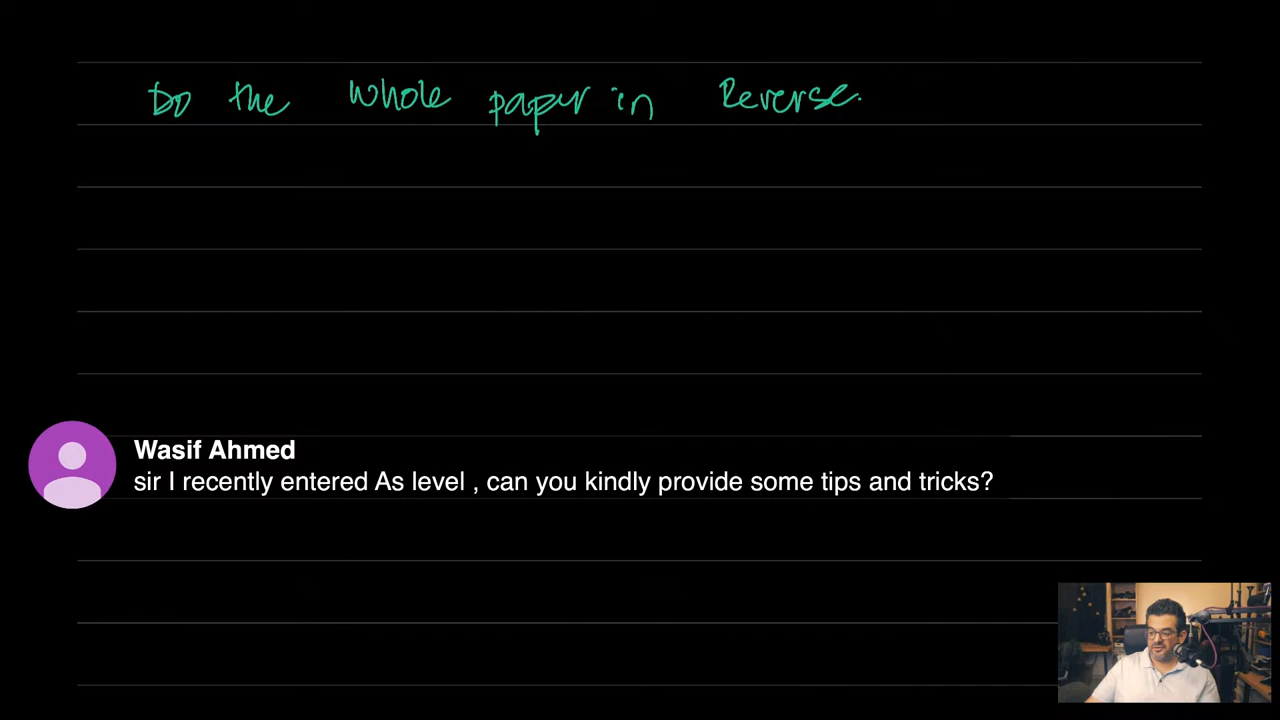 Do the whole paper in Reverse.
Wasif Ahmed
sir I recently entered As level , can you kindly provide some tips and tricks?